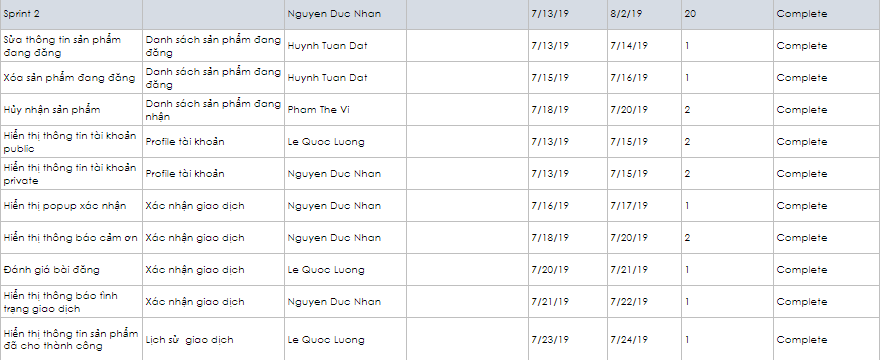 Sprint 2 Nguyen Duc Nhan 7/13/19 8/2/19 20 Complete
Sửa thông tin sản phẩm
đang đăng
Danh sách sản phẩm đang
đăng
Huynh Tuan Dat 7/13/19 7/14/19 1 Complete
Xóa sản phẩm đang đăng
Danh sách sản phẩm đang
đăng
Huynh Tuan Dat 7/15/19 7/16/19 1 Complete
Hủy nhận sản phẩm
Danh sách sản phẩm đang
nhận
Pham The Vi 7/18/19 7/20/19 2 Complete
Hiển thị thông tin tài khoản
public
Profile tài khoản Le Quoc Luong 7/13/19 7/15/19 2 Complete
Hiển thị thông tin tài khoản
private
Profile tài khoản Nguyen Duc Nhan 7/13/19 7/15/19 2 Complete
Hiển thị popup xác nhận Xác nhận giao dịch Nguyen Duc Nhan 7/16/19 7/17/19 1 Complete
Hiển thị thông báo cảm ơn Xác nhận giao dịch Nguyen Duc Nhan 7/18/19 7/20/19 2 Complete
Đánh giá bài đăng Xác nhận giao dịch Le Quoc Luong 7/20/19 7/21/19 1 Complete
Hiển thị thông báo tình
trạng giao dịch
Xác nhận giao dịch Nguyen Duc Nhan 7/21/19 7/22/19 1 Complete
Hiển thị thông tin sản phẩm
đã cho thành công
Lịch sử giao dịch Le Quoc Luong 7/23/19 7/24/19 1 Complete